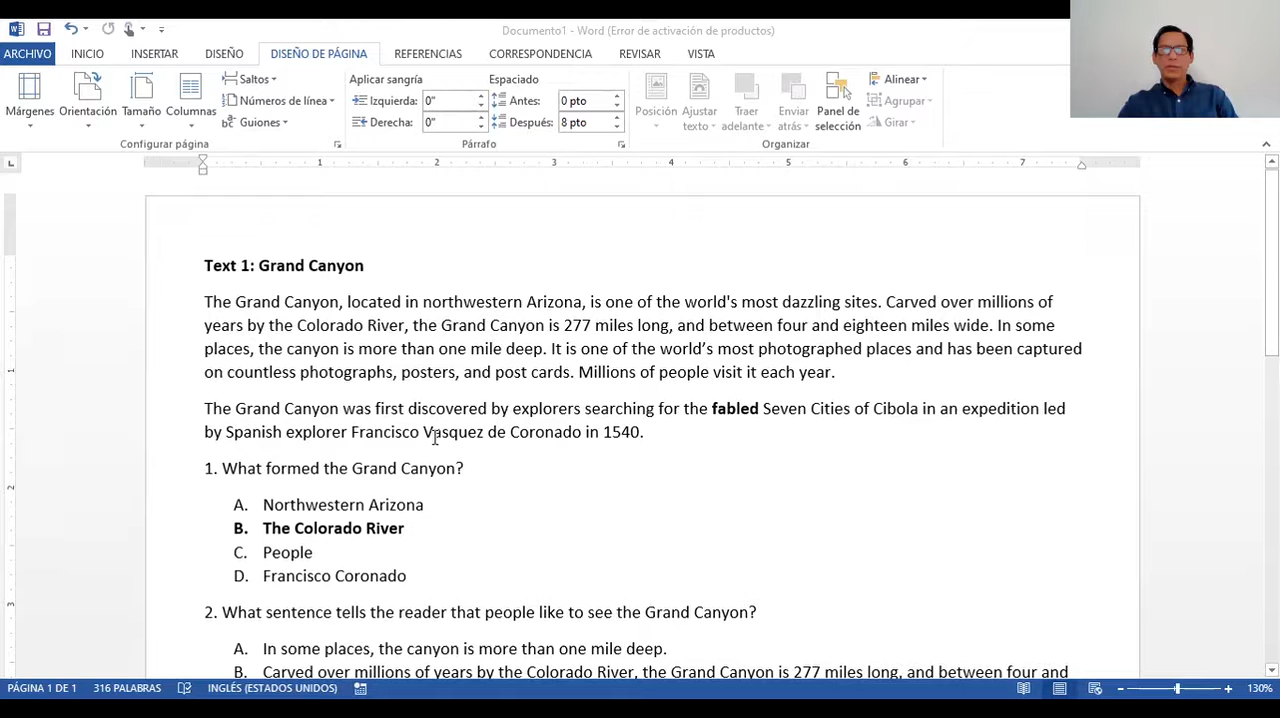 Documento1 - Word (Error de activación de productos)
ARCHIVO INICIO INSERTAR DISEÑO DISEÑO DE PÁGINA REFERENCIAS CORRESPONDENCIA REVISAR VISTA
Márgenes Orientación Tamaño Columnas
Saltos
Números de línea
Guiones
Configurar página
Aplicar sangría Espaciado
Izquierda: 0" Antes: 0 pto
Derecha: 0" Después: 8 pto
Párrafo
Posición Ajustar texto Traer adelante Enviar atrás Panel de selección
Alinear
Agrupar
Girar
Organizar
1 2 3 4 5 6 7
1
2
3
Text 1: Grand Canyon
The Grand Canyon, located in northwestern Arizona, is one of the world's most dazzling sites. Carved over millions of
years by the Colorado River, the Grand Canyon is 277 miles long, and between four and eighteen miles wide. In some
places, the canyon is more than one mile deep. It is one of the world’s most photographed places and has been captured
on countless photographs, posters, and post cards. Millions of people visit it each year.
The Grand Canyon was first discovered by explorers searching for the fabled Seven Cities of Cibola in an expedition led
by Spanish explorer Francisco Vasquez de Coronado in 1540.
1. What formed the Grand Canyon?
A. Northwestern Arizona
B. The Colorado River
C. People
D. Francisco Coronado
2. What sentence tells the reader that people like to see the Grand Canyon?
A. In some places, the canyon is more than one mile deep.
B. Carved over millions of years by the Colorado River, the Grand Canyon is 277 miles long, and between four and
PÁGINA 1 DE 1 316 PALABRAS INGLÉS (ESTADOS UNIDOS) 130%